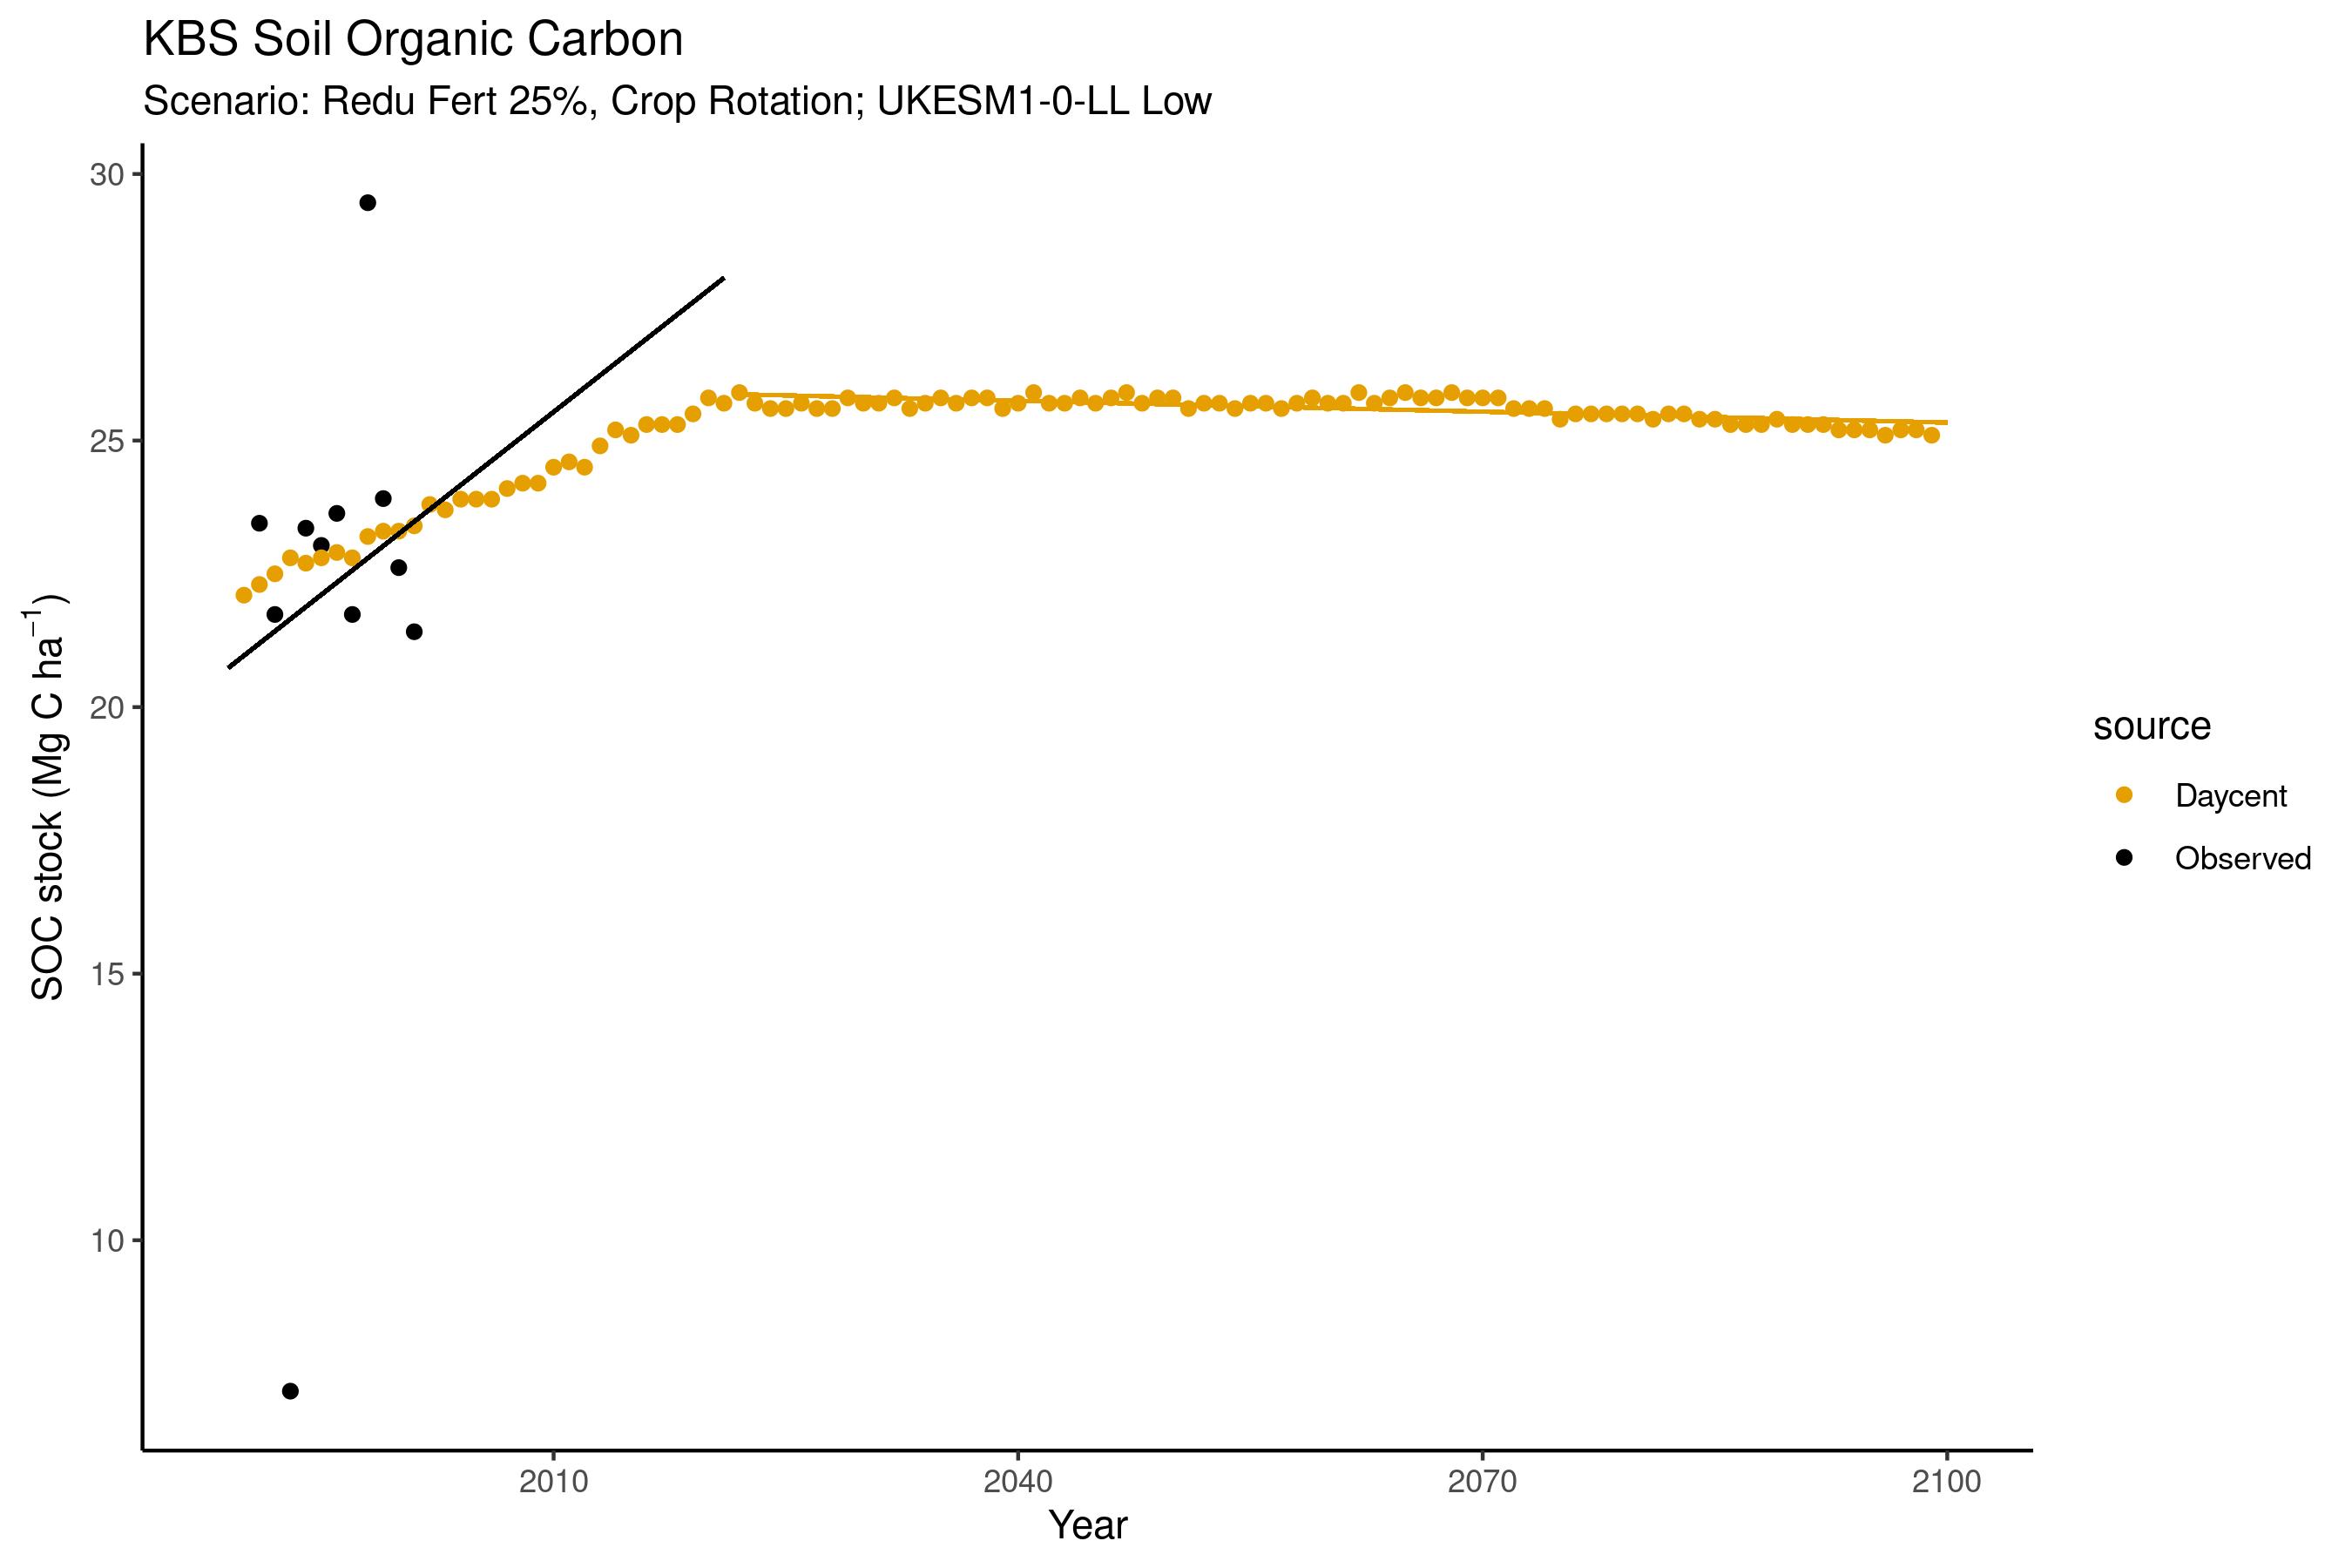 KBS Soil Organic Carbon
Scenario: Redu Fert 25%, Crop Rotation; UKESM1-0-LL Low
30
25
20
15
10
SOC stock (Mg C ha⁻¹)
2010 2040 2070 2100
Year
source
Daycent
Observed